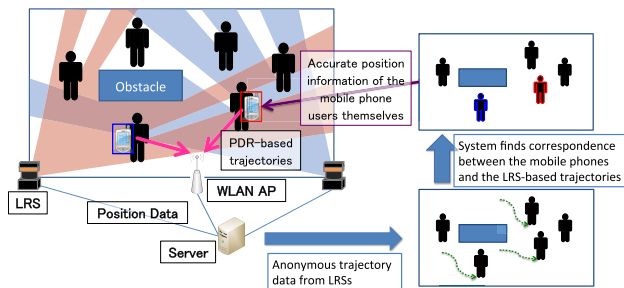 Obstacle
Accurate position
information of the
mobile phone
users themselves
PDR-based
trajectories
LRS
WLAN AP
Position Data
Server
System finds correspondence
between the mobile phones
and the LRS-based trajectories
Anonymous trajectory
data from LRSs